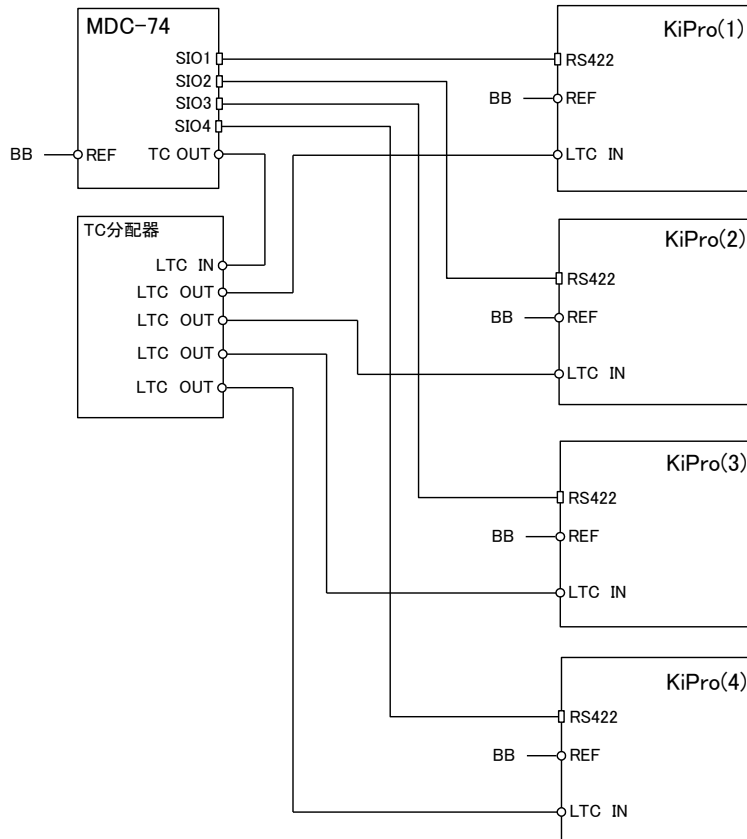 MDC-74
SIO1
SIO2
SIO3
SIO4
BB
REF
TC OUT
TC分配器
LTC IN
LTC OUT
LTC OUT
LTC OUT
LTC OUT
KiPro(1)
RS422
BB
REF
LTC IN
KiPro(2)
RS422
BB
REF
LTC IN
KiPro(3)
RS422
BB
REF
LTC IN
KiPro(4)
RS422
BB
REF
LTC IN